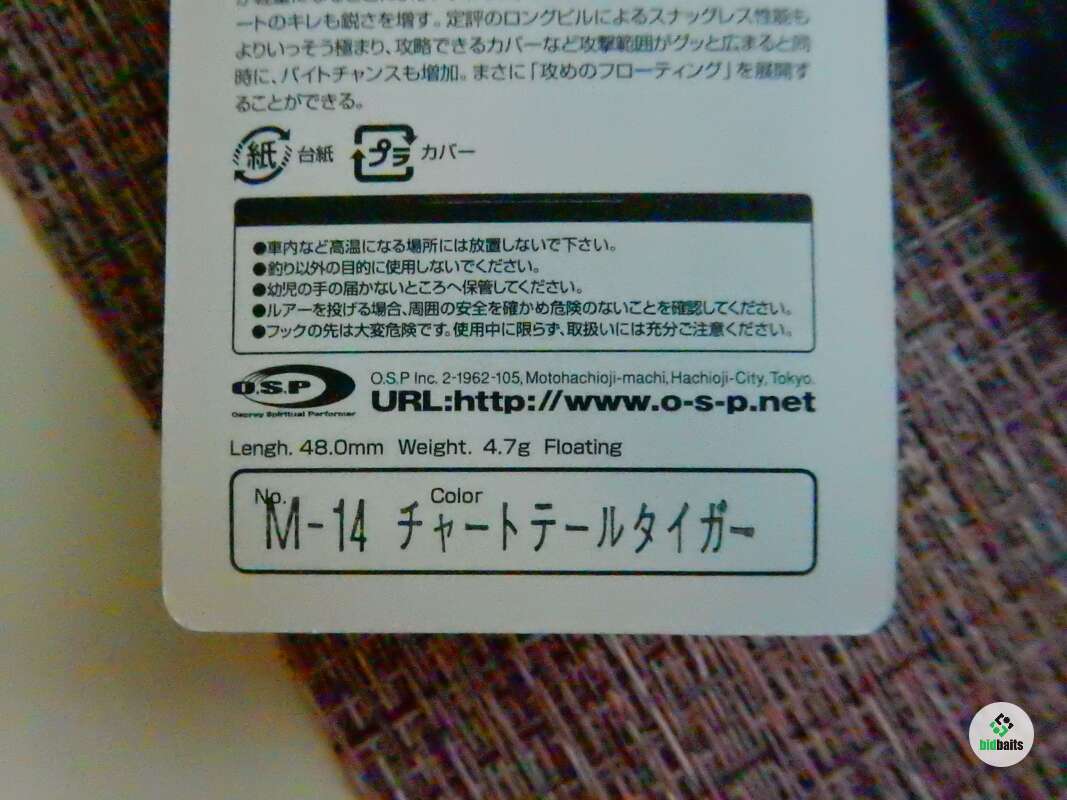 ートのキレも鋭さを増す。定評のロングビルによるスナッグレス性能も
よりいっそう極まり、攻略できるカバーなど攻撃範囲がグッと広まると同
時に、バイトチャンスも増加。まさに「攻めのフローティング」を展開す
ることができる。
紙 台紙 プラ カバー
●車内など高温になる場所には放置しないで下さい。
●釣り以外の目的に使用しないでください。
●幼児の手の届かないところへ保管してください。
●ルアーを投げる場合、周囲の安全を確かめ危険のないことを確認してください。
●フックの先は大変危険です。使用中に限らず、取扱いには充分ご注意ください。
O.S.P
Osprey Spiritual Performer
O.S.P Inc. 2-1962-105, Motohachioji-machi, Hachioji-City, Tokyo.
URL:http://www.o-s-p.net
Lengh. 48.0mm Weight. 4.7g Floating
No. Color
M-14 チャートテールタイガー
bidbaits